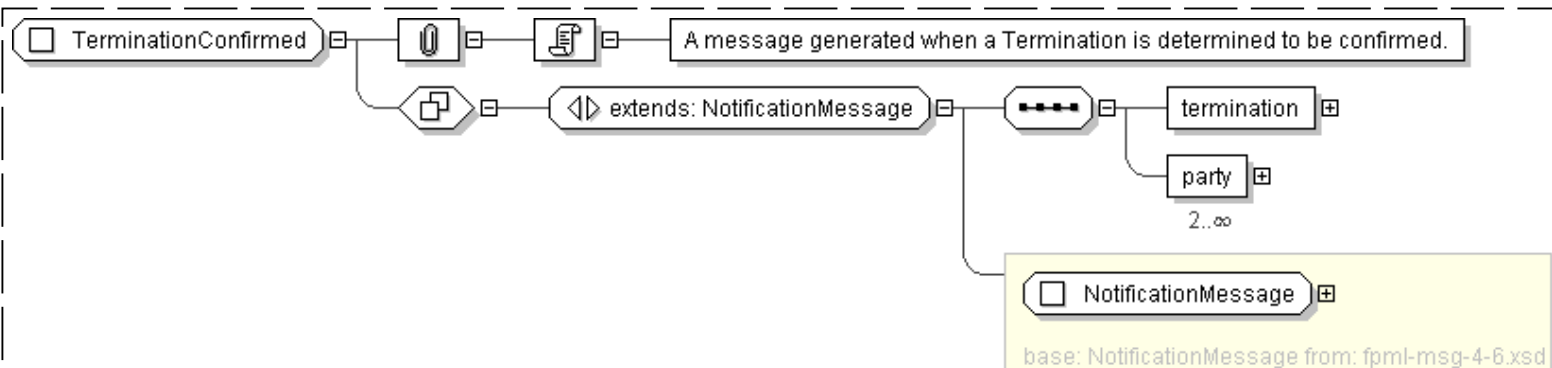 TerminationConfirmed
A message generated when a Termination is determined to be confirmed.
extends: NotificationMessage
termination
party
2..∞
NotificationMessage
base: NotificationMessage from: fpml-msg-4-6.xsd